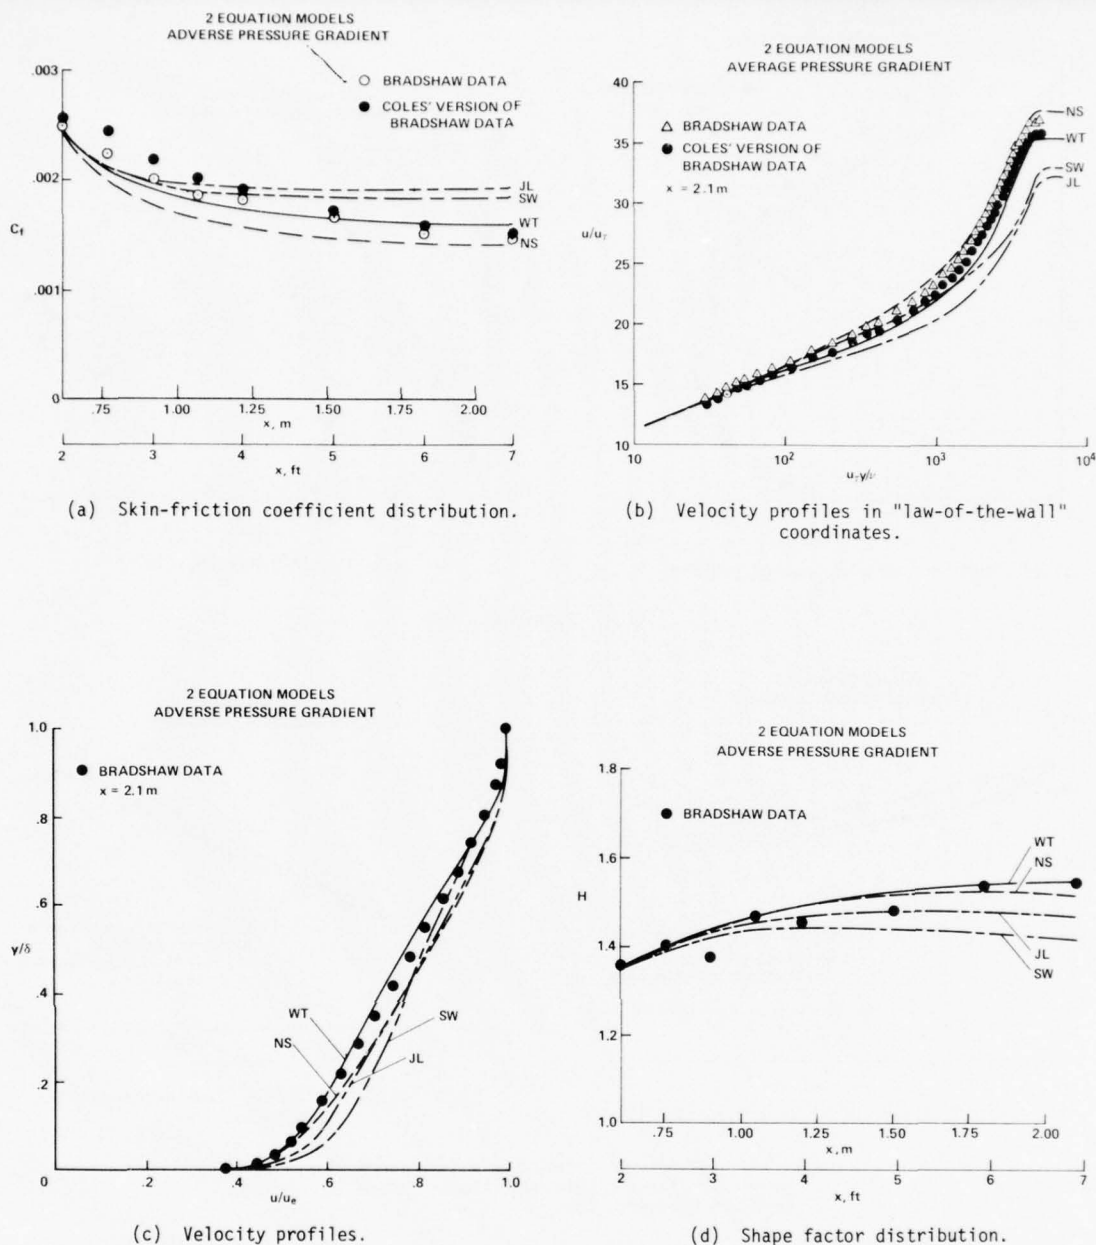 2 EQUATION MODELS
ADVERSE PRESSURE GRADIENT
BRADSHAW DATA
COLES' VERSION OF
BRADSHAW DATA
.003
.002
.001
0
Cf
JL
SW
WT
NS
.75
1.00
1.25
1.50
1.75
2.00
x, m
2
3
4
5
6
7
x, ft
(a) Skin-friction coefficient distribution.
2 EQUATION MODELS
AVERAGE PRESSURE GRADIENT
BRADSHAW DATA
COLES' VERSION OF
BRADSHAW DATA
x = 2.1 m
40
35
30
25
20
15
10
u/uτ
NS
WT
SW
JL
10
10²
10³
10⁴
uτy/ν
(b) Velocity profiles in "law-of-the-wall"
coordinates.
2 EQUATION MODELS
ADVERSE PRESSURE GRADIENT
BRADSHAW DATA
x = 2.1 m
1.0
.8
.6
.4
.2
0
y/δ
WT
NS
SW
JL
.2
.4
.6
.8
1.0
u/ue
(c) Velocity profiles.
2 EQUATION MODELS
ADVERSE PRESSURE GRADIENT
BRADSHAW DATA
1.8
1.6
1.4
1.2
1.0
H
WT
NS
JL
SW
.75
1.00
1.25
1.50
1.75
2.00
x, m
2
3
4
5
6
7
x, ft
(d) Shape factor distribution.